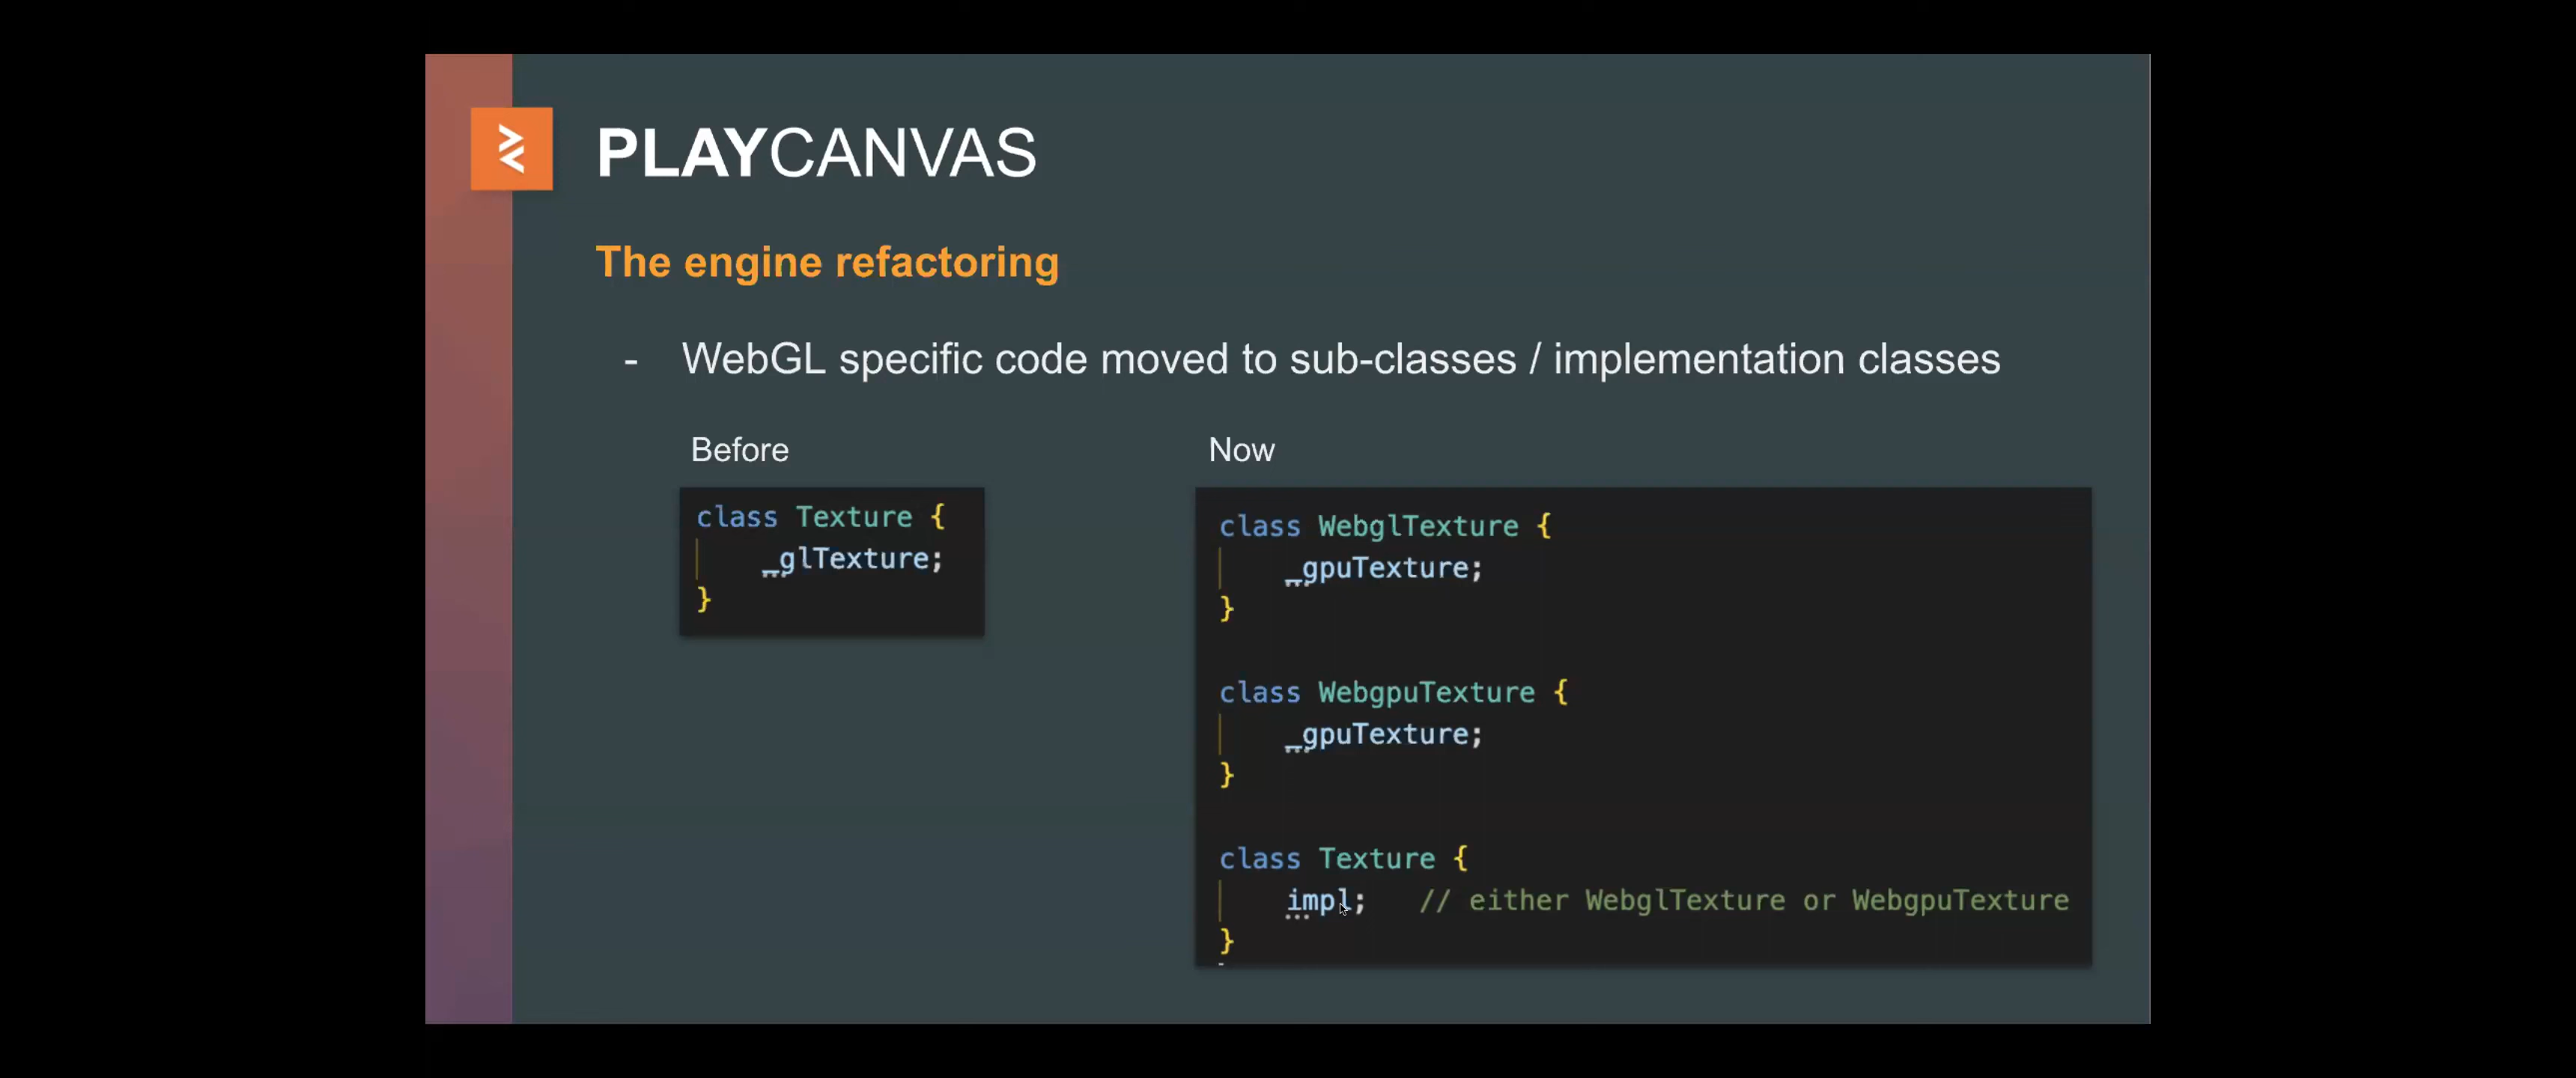 PLAYCANVAS
The engine refactoring
- WebGL specific code moved to sub-classes / implementation classes
Before
class Texture {
_glTexture;
}
Now
class WebglTexture {
_gpuTexture;
}
class WebgpuTexture {
_gpuTexture;
}
class Texture {
impl; // either WebglTexture or WebgpuTexture
}